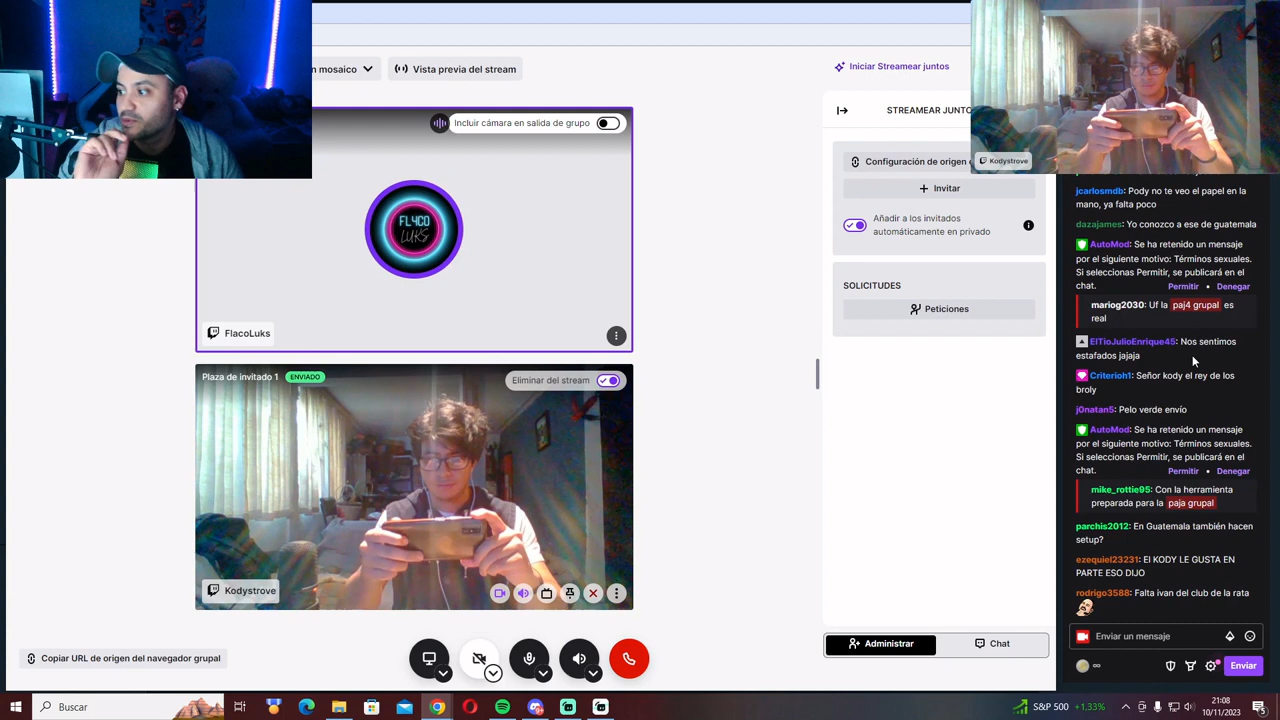 n mosaico
Vista previa del stream
Iniciar Streamear juntos
Incluir cámara en salida de grupo
FL4CO
LUKS
FlacoLuks
STREAMEAR JUNTO
Configuración de origen
Invitar
Añadir a los invitados
automáticamente en privado
SOLICITUDES
Peticiones
Plaza de invitado 1
ENVIADO
Eliminar del stream
Kodystrove
Copiar URL de origen del navegador grupal
Administrar
Chat
Kodystrove
jcarlosmdb: Pody no te veo el papel en la
mano, ya falta poco
dazajames: Yo conozco a ese de guatemala
AutoMod: Se ha retenido un mensaje
por el siguiente motivo: Términos sexuales.
Si seleccionas Permitir, se publicará en el
chat. Permitir • Denegar
mariog2030: Uf la paj4 grupal es
real
ElTioJulioEnrique45: Nos sentimos
estafados jajaja
Criterioh1: Señor kody el rey de los
broly
j0natan5: Pelo verde envío
AutoMod: Se ha retenido un mensaje
por el siguiente motivo: Términos sexuales.
Si seleccionas Permitir, se publicará en el
chat. Permitir • Denegar
mike_rottie95: Con la herramienta
preparada para la paja grupal
parchis2012: En Guatemala también hacen
setup?
ezequiel23231: El KODY LE GUSTA EN
PARTE ESO DIJO
rodrigo3588: Falta ivan del club de la rata
Enviar un mensaje
∞
Enviar
Buscar
S&P 500 +1.33%
21:08
10/11/2023